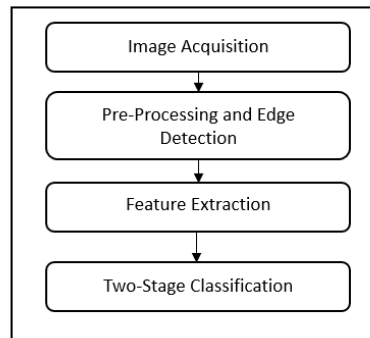 Image Acquisition
Pre-Processing and Edge
Detection
Feature Extraction
Two-Stage Classification